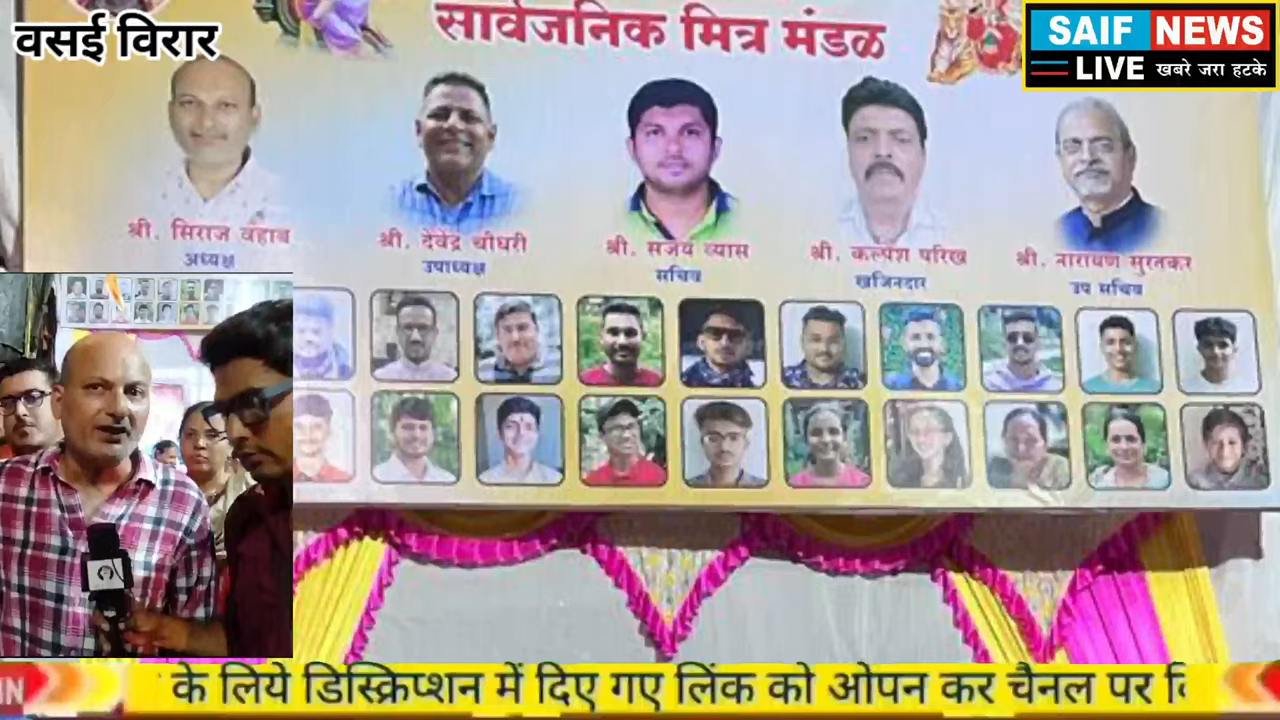 वसई विरार
सार्वजनिक मित्र मंडळ
SAIF NEWS
LIVE खबरे जरा हटके
श्री. सिराज वहाब
अध्यक्ष
श्री. देवेंद्र चौधरी
उपाध्यक्ष
श्री. संजय व्यास
सचिव
श्री. कल्पेश परिख
खजिनदार
श्री. नारायण सुरतकर
उप सचिव
के लिये डिस्क्रिप्शन में दिए गए लिंक को ओपन कर चैनल पर